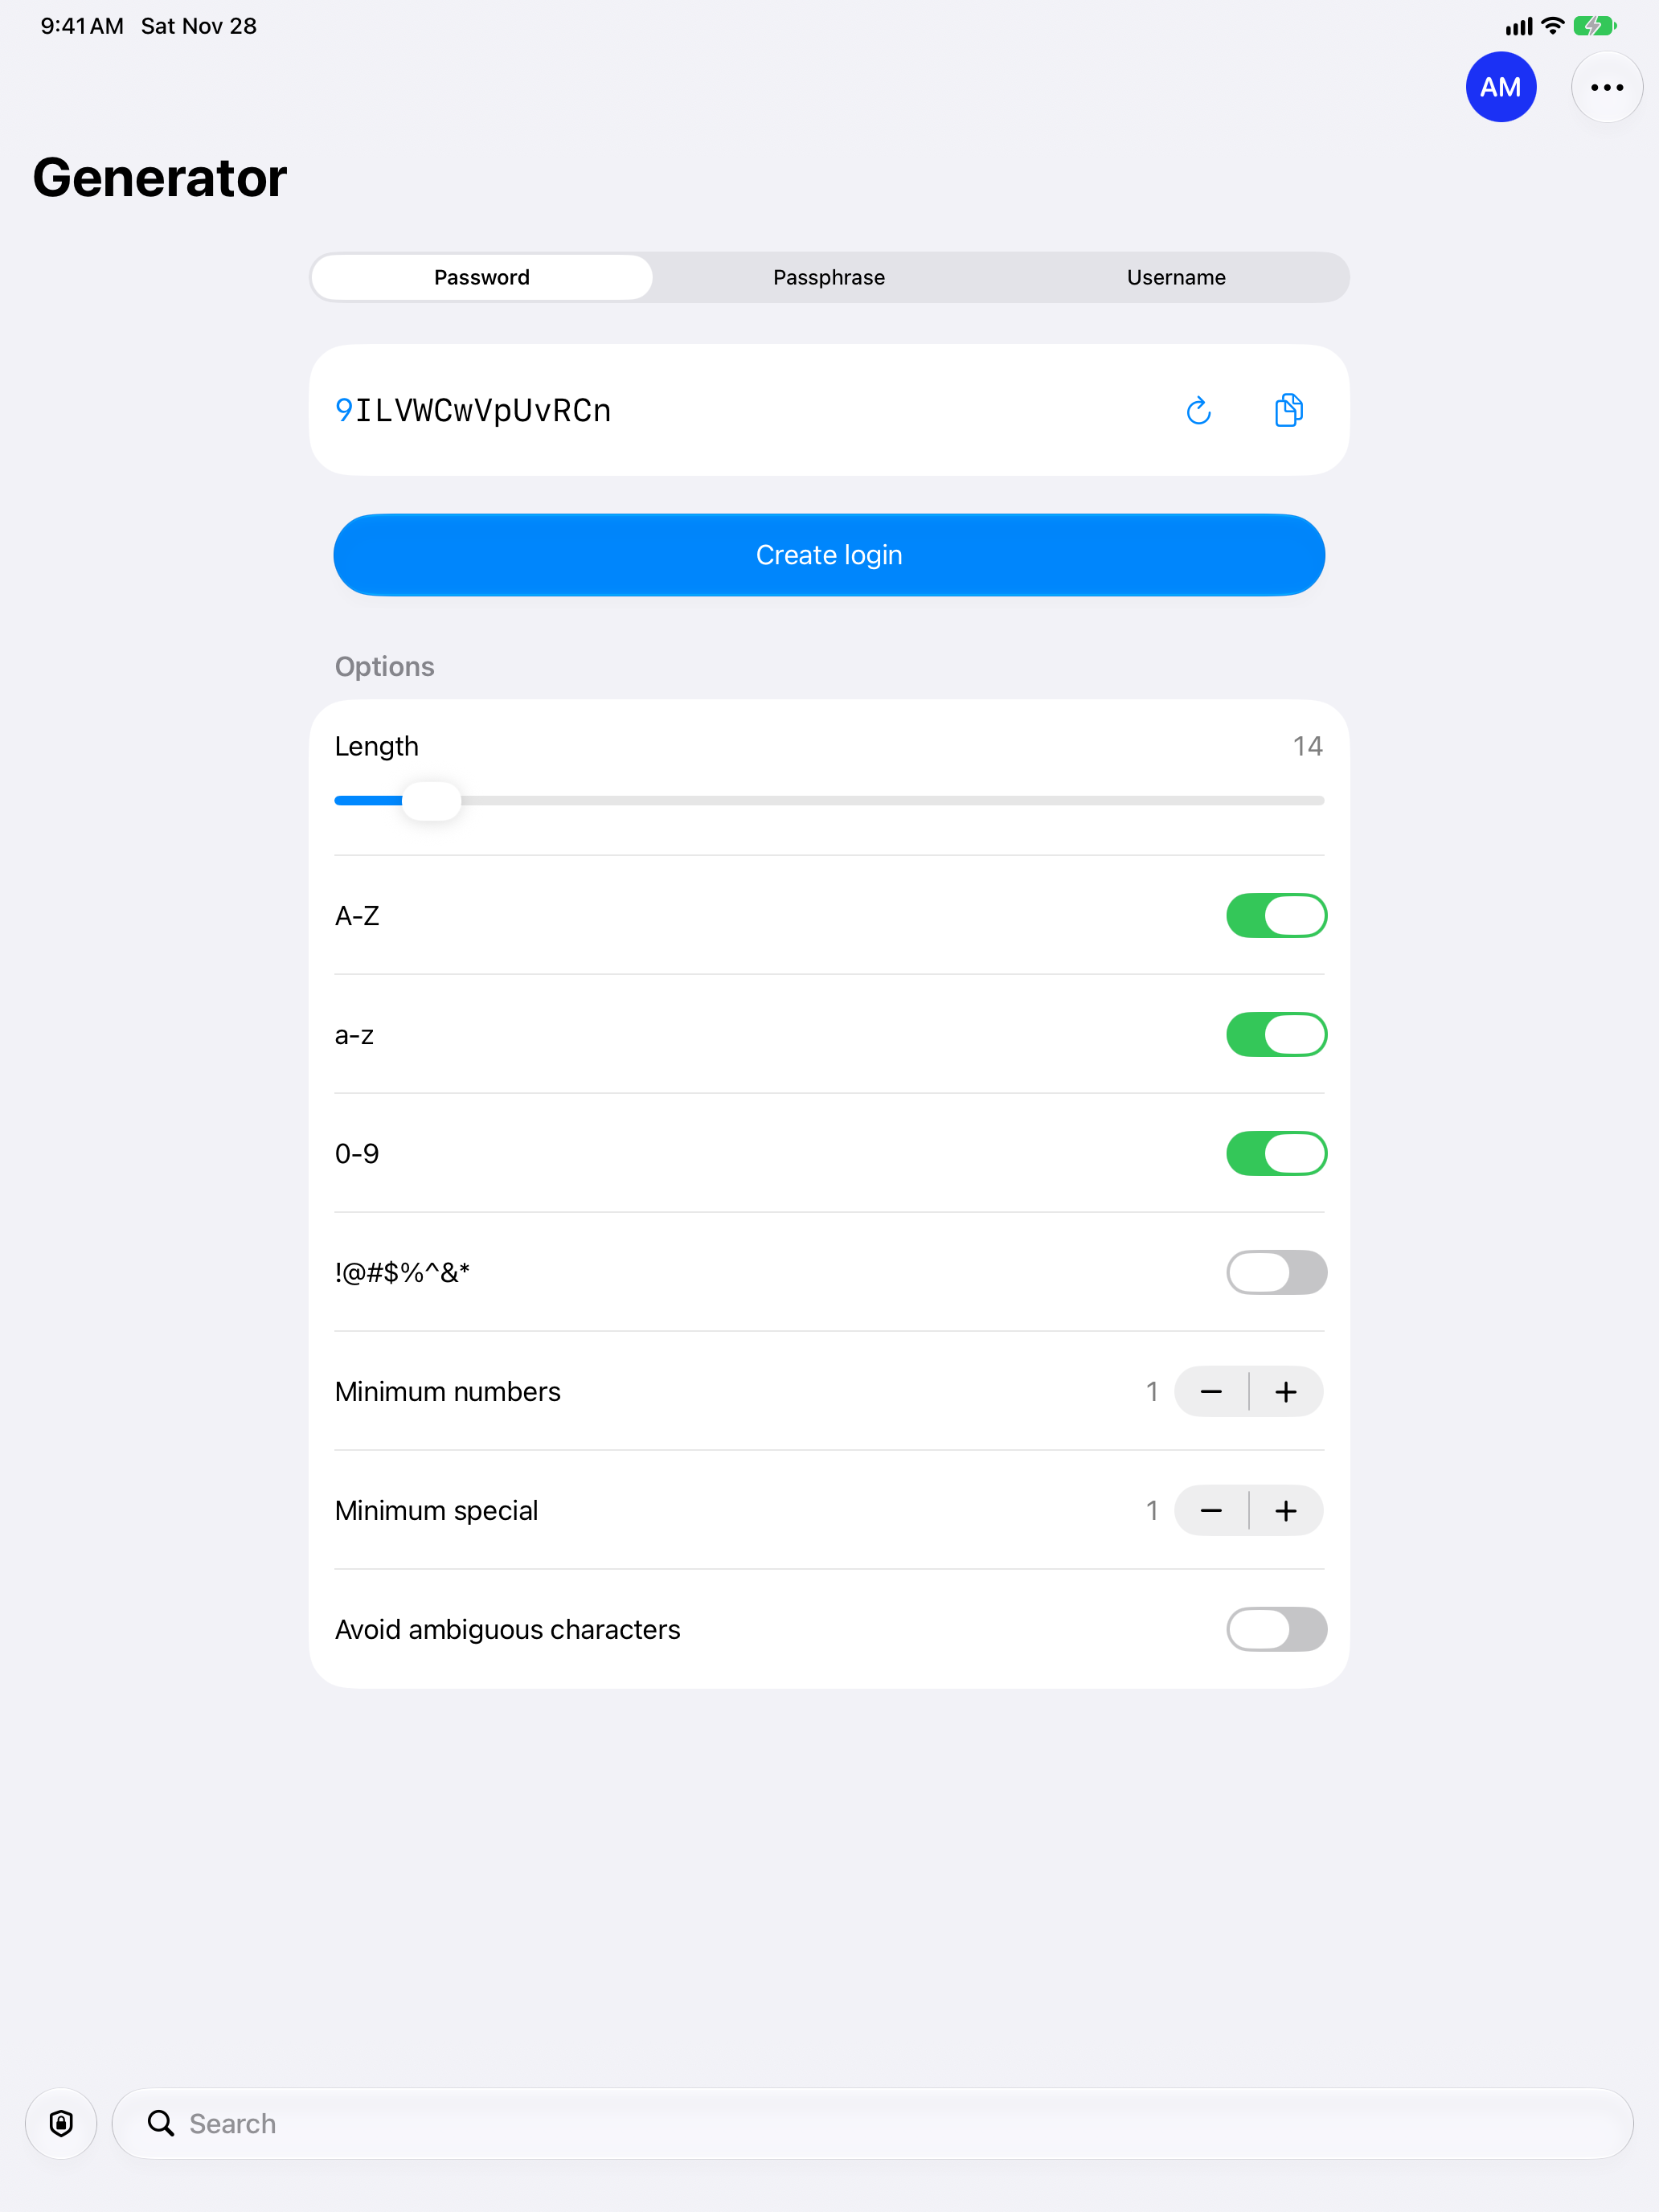 9:41 AM Sat Nov 28
AM
Generator
Password Passphrase Username
9ILVWCwVpUvRCn
Create login
Options
Length 14
A-Z
a-z
0-9
!@#$%^&*
Minimum numbers 1
Minimum special 1
Avoid ambiguous characters
Search